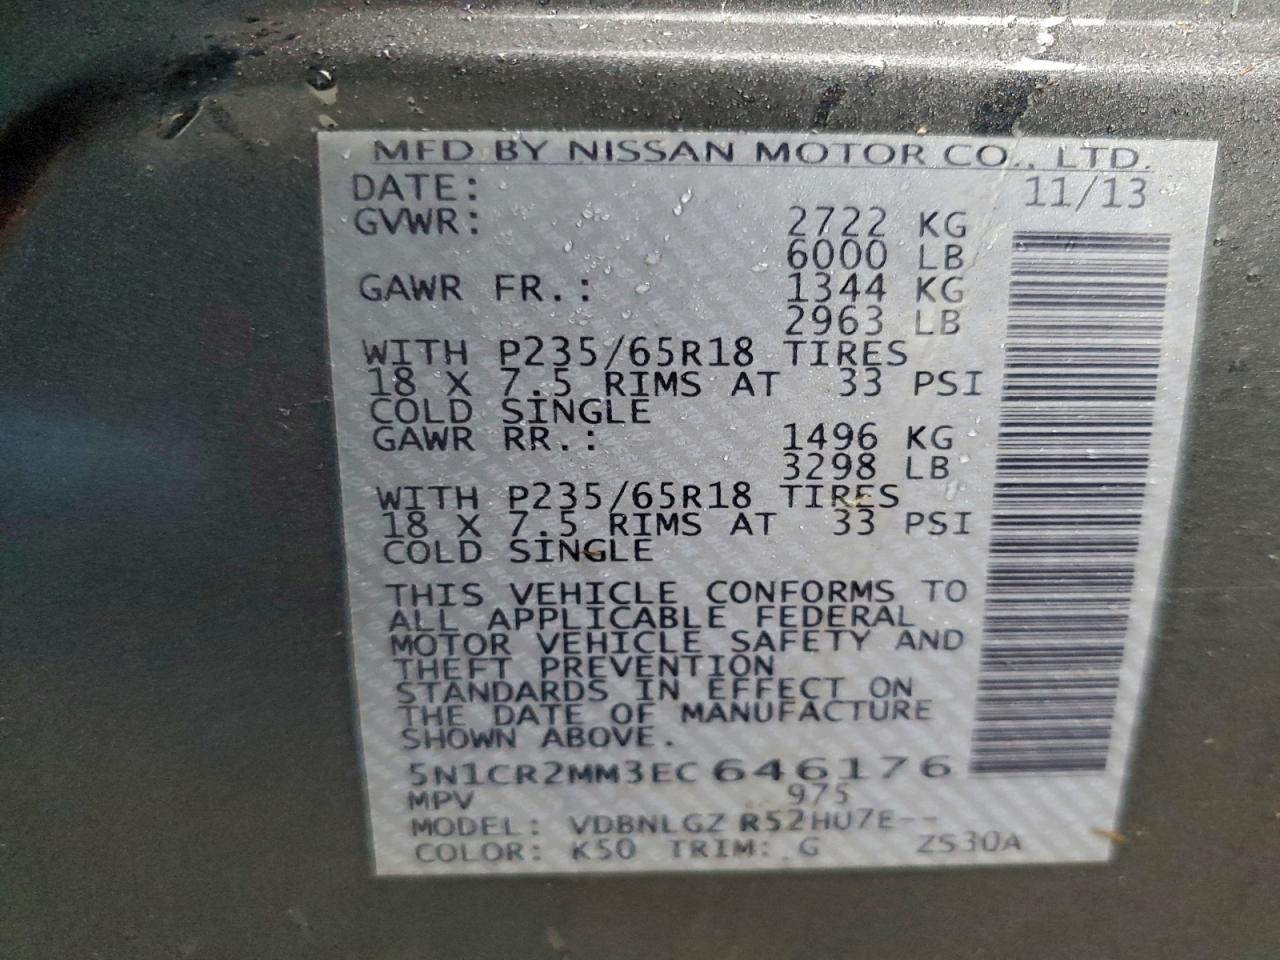 MFD BY NISSAN MOTOR CO., LTD.
DATE: 11/13
GVWR: 2722 KG
6000 LB
GAWR FR.: 1344 KG
2963 LB
WITH P235/65R18 TIRES
18 X 7.5 RIMS AT 33 PSI
COLD SINGLE
GAWR RR.: 1496 KG
3298 LB
WITH P235/65R18 TIRES
18 X 7.5 RIMS AT 33 PSI
COLD SINGLE
THIS VEHICLE CONFORMS TO
ALL APPLICABLE FEDERAL
MOTOR VEHICLE SAFETY AND
THEFT PREVENTION
STANDARDS IN EFFECT ON
THE DATE OF MANUFACTURE
SHOWN ABOVE.
5N1CR2MM3EC646176
MPV 975
MODEL: VDBNLGZ R52HU7E--
COLOR: K50 TRIM: G ZS30A